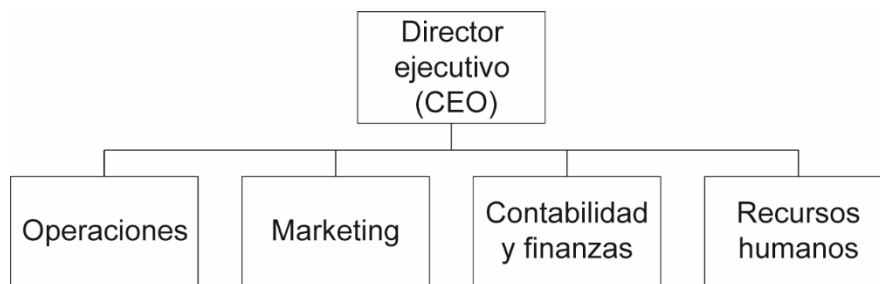 Director
ejecutivo
(CEO)
Operaciones
Marketing
Contabilidad
y finanzas
Recursos
humanos